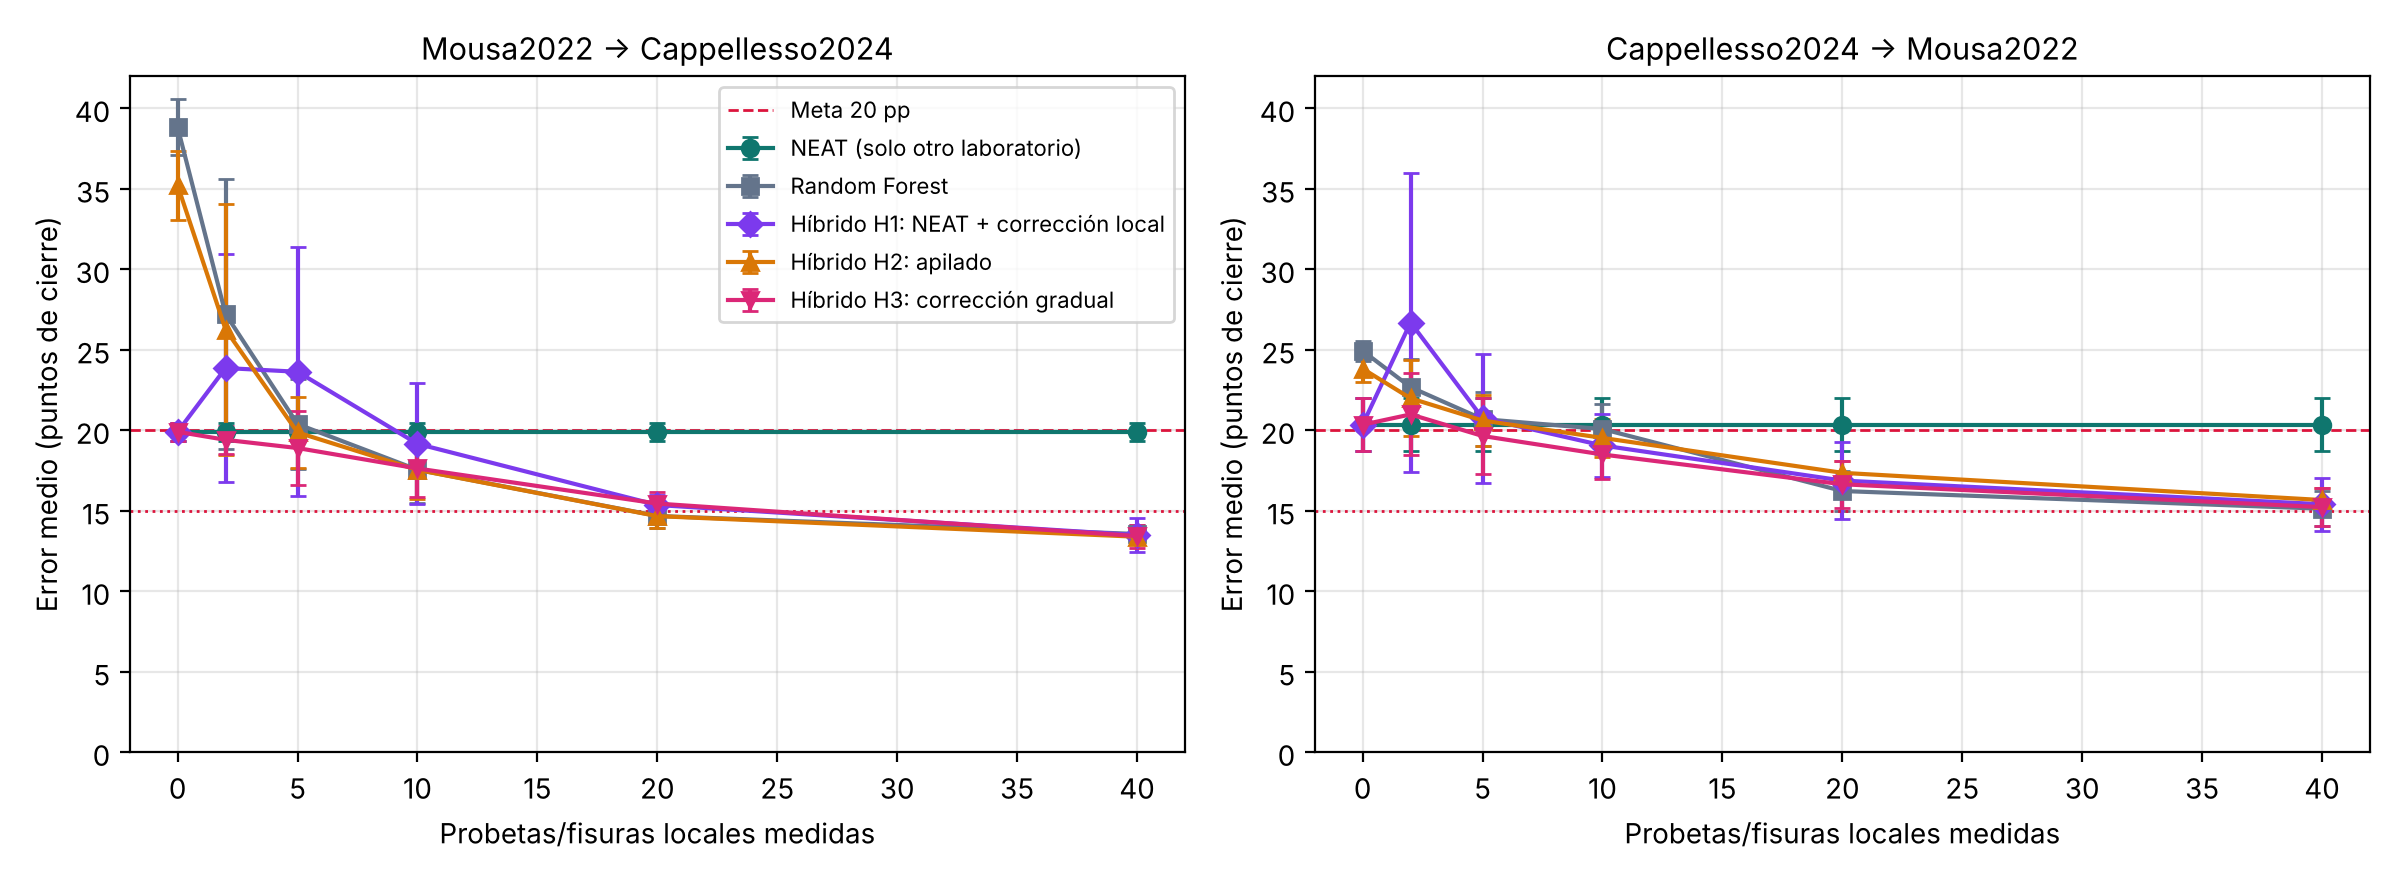 Mousa2022 → Cappellesso2024
Error medio (puntos de cierre)
40
35
30
25
20
15
10
5
0
Meta 20 pp
NEAT (solo otro laboratorio)
Random Forest
Híbrido H1: NEAT + corrección local
Híbrido H2: apilado
Híbrido H3: corrección gradual
0 5 10 15 20 25 30 35 40
Probetas/fisuras locales medidas
Cappellesso2024 → Mousa2022
Error medio (puntos de cierre)
40
35
30
25
20
15
10
5
0
0 5 10 15 20 25 30 35 40
Probetas/fisuras locales medidas